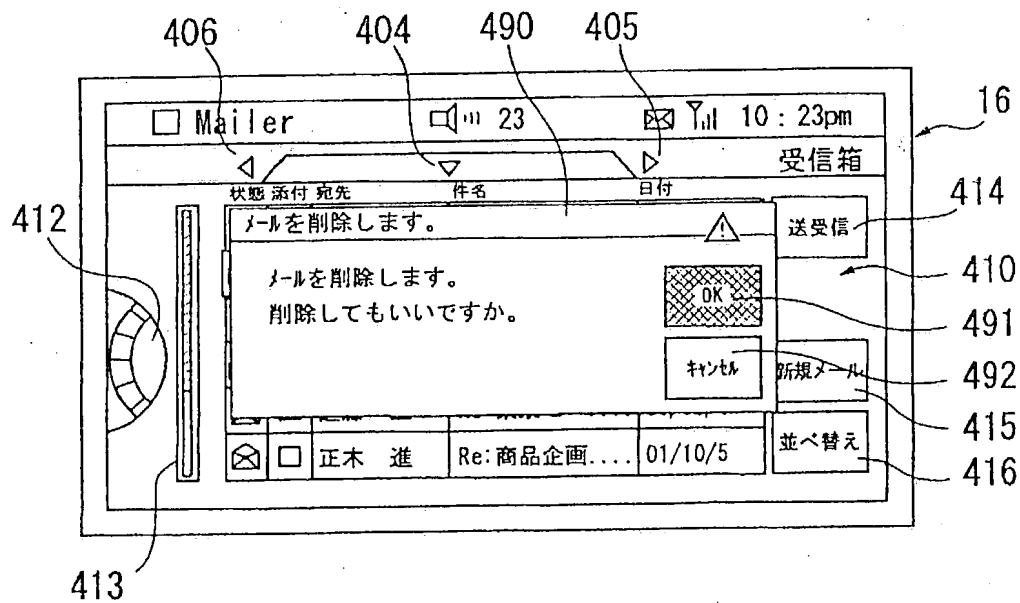 406
404
490
405
Mailer
23
10 : 23pm
16
受信箱
状態 添付 宛先
件名
日付
412
メールを削除します。
送受信
414
410
メールを削除します。
削除してもいいですか。
OK
491
キャンセル
492
新規メール
415
正木 進
Re:商品企画....
01/10/5
並べ替え
416
413